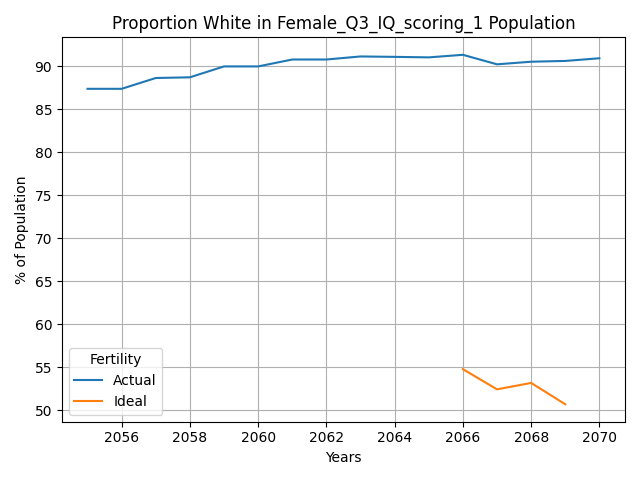 Proportion White in Female_Q3_IQ_scoring_1 Population
% of Population
90
85
80
75
70
65
60
55
50
Fertility
Actual
Ideal
2056 2058 2060 2062 2064 2066 2068 2070
Years